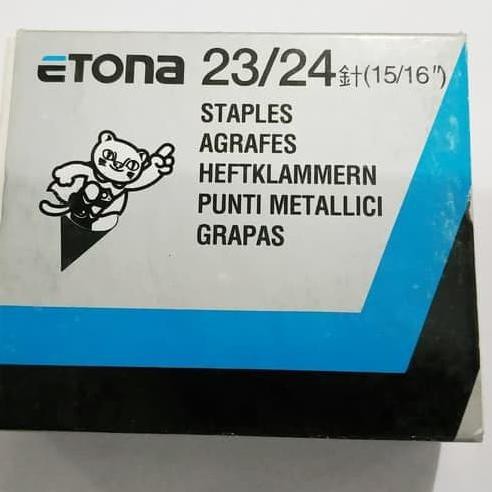 ETONA 23/24針(15/16")
STAPLES
AGRAFES
HEFTKLAMMERN
PUNTI METALLICI
GRAPAS